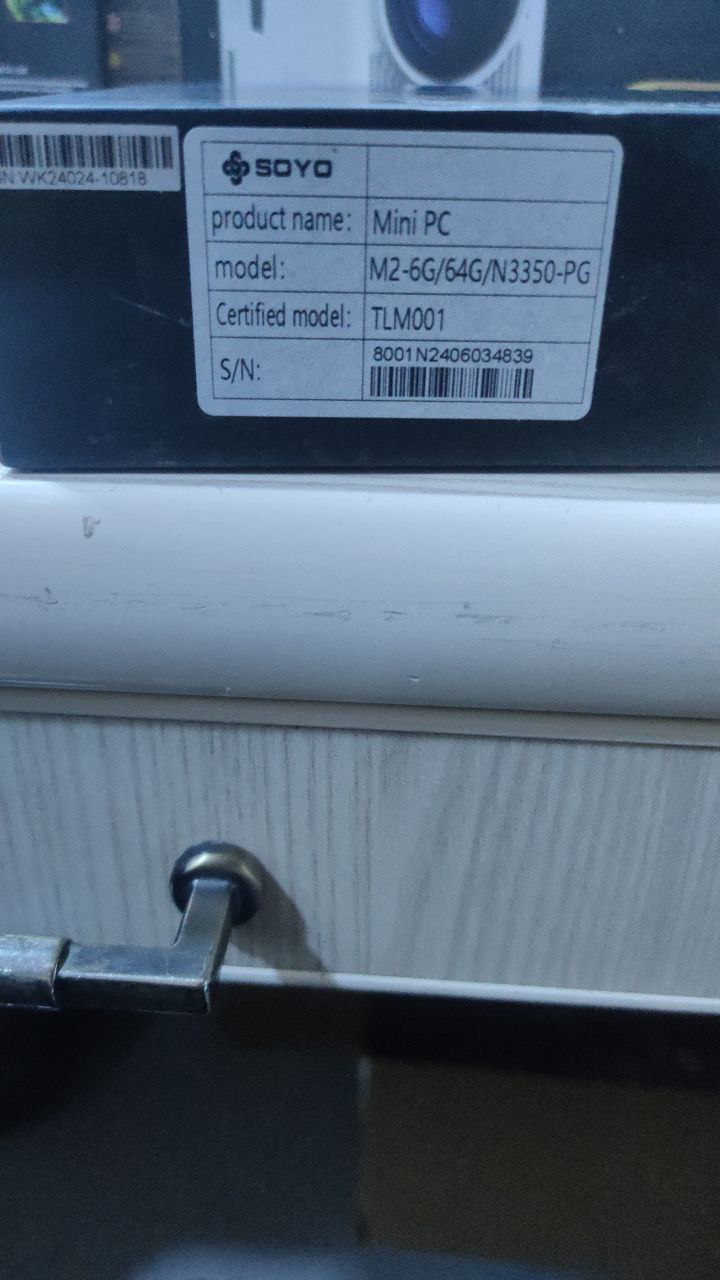 SN WK24024-10818
SOYO
product name: Mini PC
model: M2-6G/64G/N3350-PG
Certified model: TLM001
S/N: 8001N2406034839